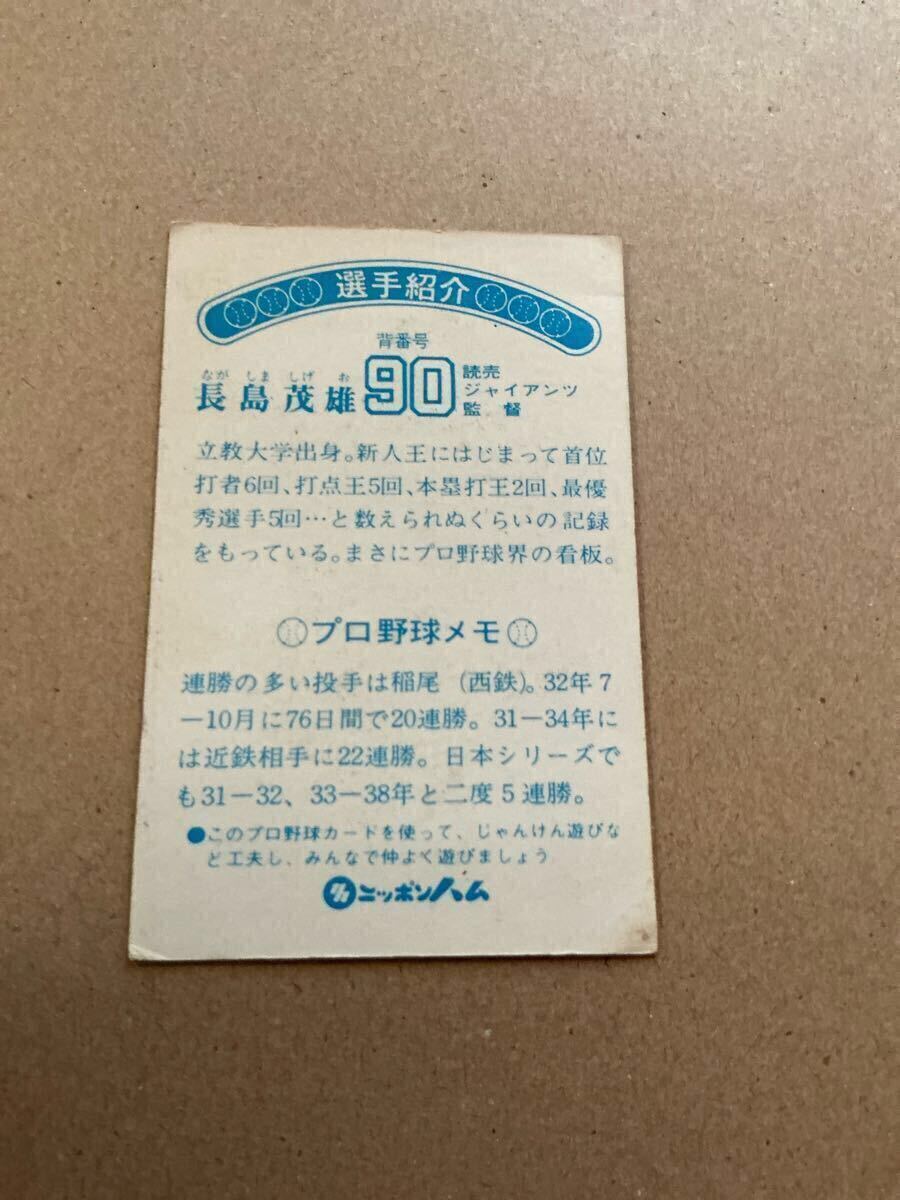 選手紹介
背番号
なが しま しげ お
長島茂雄 90 読売
ジャイアンツ
監督
立教大学出身。新人王にはじまって首位
打者6回、打点王5回、本塁打王2回、最優
秀選手5回…と数えられぬくらいの記録
をもっている。まさにプロ野球界の看板。
プロ野球メモ
連勝の多い投手は稲尾(西鉄)。32年7
−10月に76日間で20連勝。31−34年に
は近鉄相手に22連勝。日本シリーズで
も31−32、33−38年と二度5連勝。
●このプロ野球カードを使って、じゃんけん遊びな
ど工夫し、みんなで仲よく遊びましょう
ニッポンハム